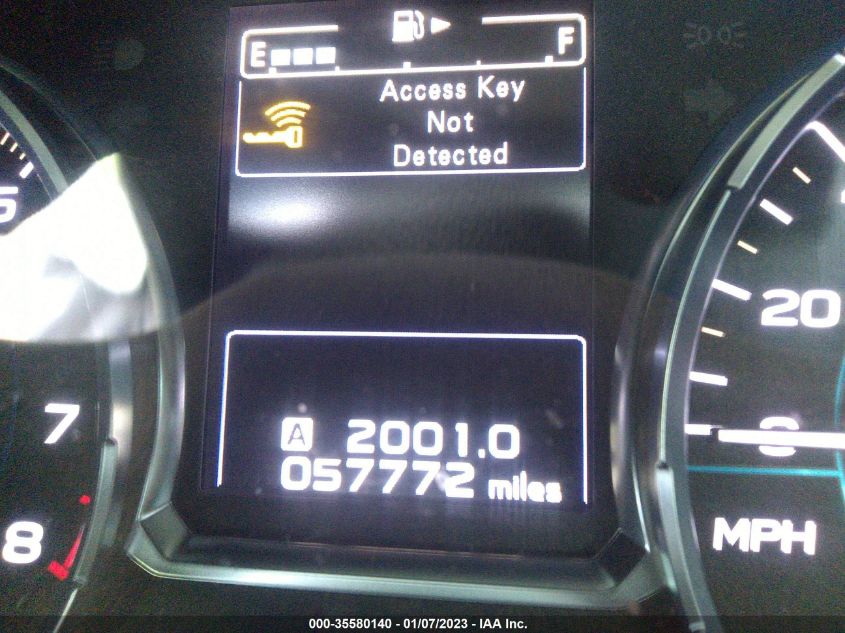 E F
Access Key
Not
Detected
20
7
A 2001.0
057772 miles
0
8
MPH
000-35580140 - 01/07/2023 - IAA Inc.